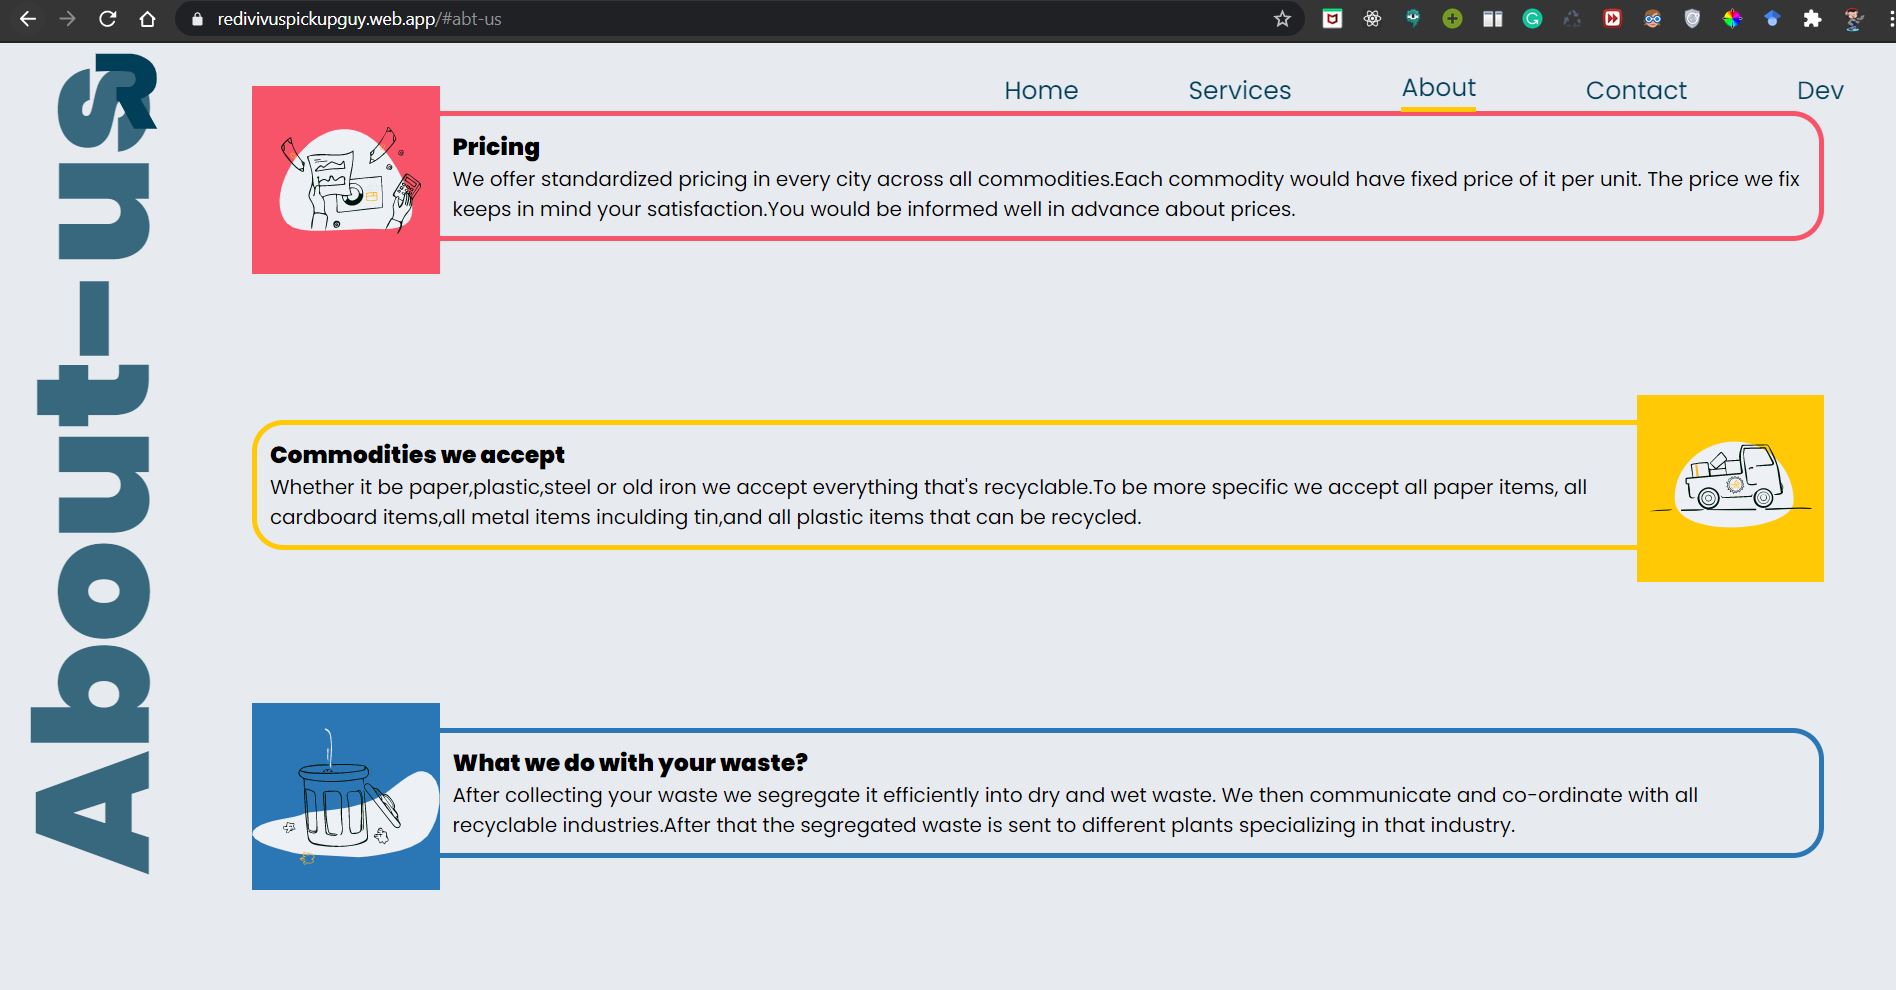 redivivuspickupguy.web.app/#abt-us
R
Home Services About Contact Dev
About-us
Pricing
We offer standardized pricing in every city across all commodities.Each commodity would have fixed price of it per unit. The price we fix
keeps in mind your satisfaction.You would be informed well in advance about prices.
Commodities we accept
Whether it be paper,plastic,steel or old iron we accept everything that's recyclable.To be more specific we accept all paper items, all
cardboard items,all metal items inculding tin,and all plastic items that can be recycled.
What we do with your waste?
After collecting your waste we segregate it efficiently into dry and wet waste. We then communicate and co-ordinate with all
recyclable industries.After that the segregated waste is sent to different plants specializing in that industry.